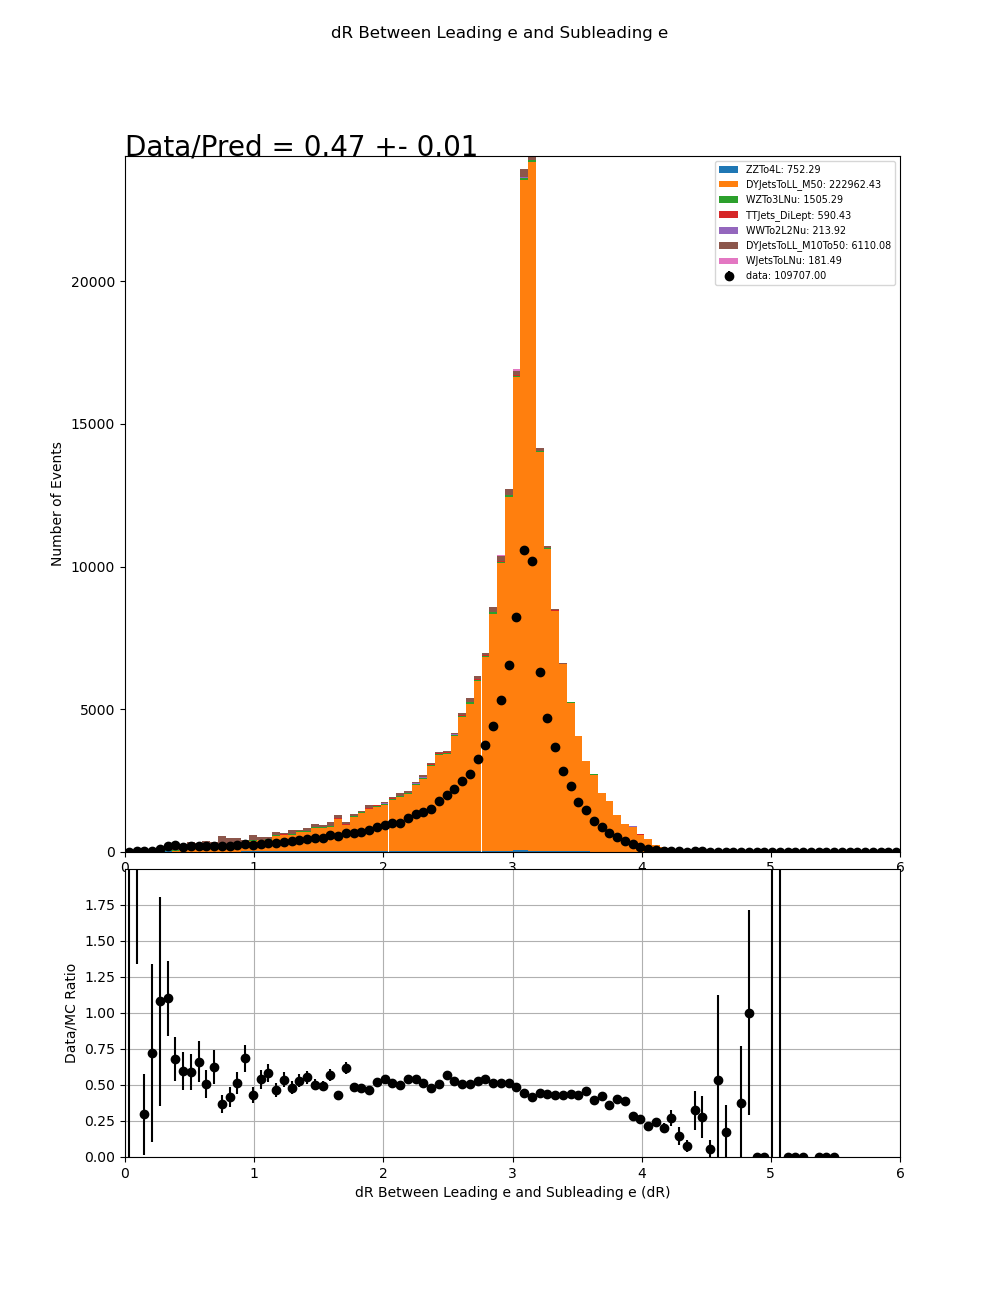 dR Between Leading e and Subleading e
Data/Pred = 0.47 +- 0.01
ZZTo4L: 752.29
DYJetsToLL_M50: 222962.43
WZTo3LNu: 1505.29
TTJets_DiLept: 590.43
WWTo2L2Nu: 213.92
DYJetsToLL_M10To50: 6110.08
WJetsToLNu: 181.49
data: 109707.00
Number of Events
20000
15000
10000
5000
0
0 1 2 3 4 5 6
Data/MC Ratio
1.75
1.50
1.25
1.00
0.75
0.50
0.25
0.00
0 1 2 3 4 5 6
dR Between Leading e and Subleading e (dR)